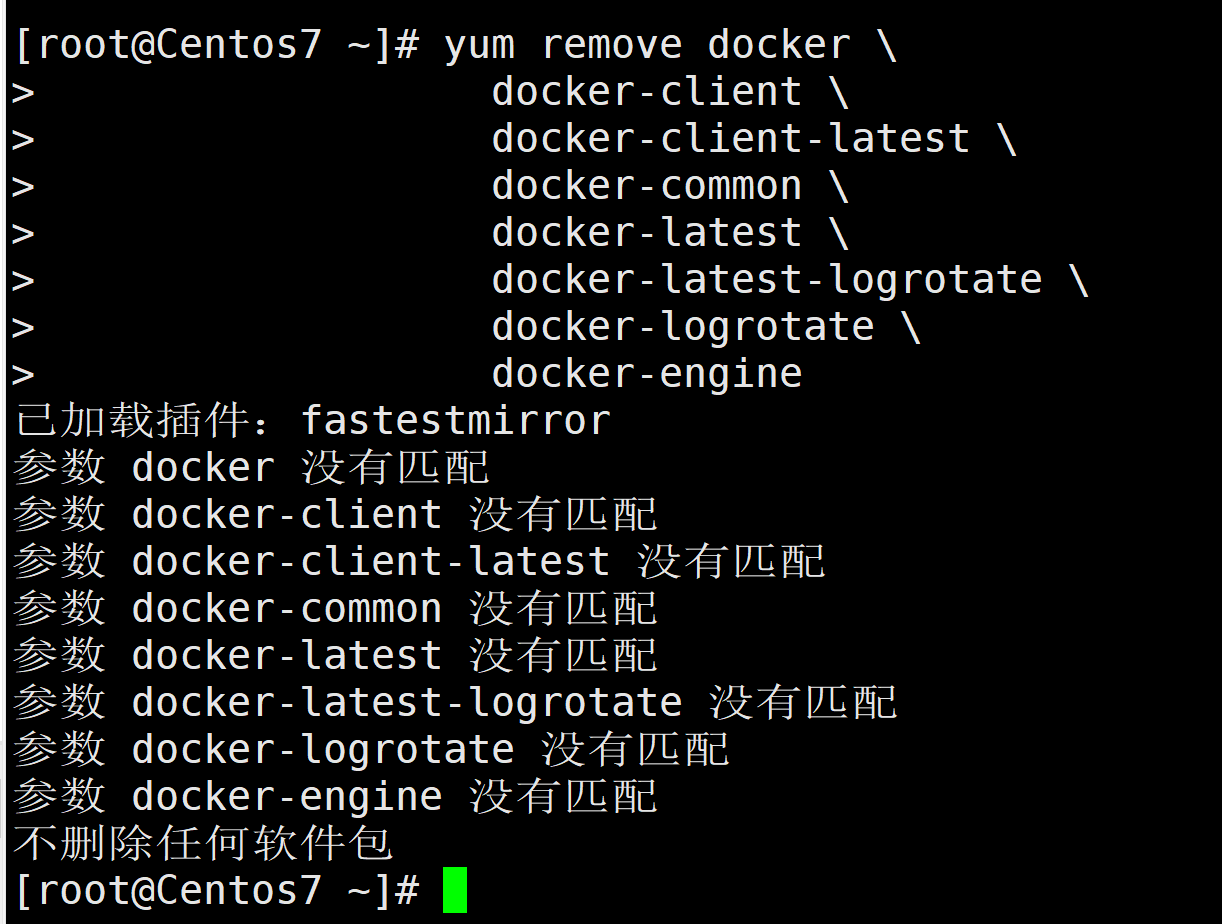 [root@Centos7 ~]# yum remove docker \
>                   docker-client \
>                   docker-client-latest \
>                   docker-common \
>                   docker-latest \
>                   docker-latest-logrotate \
>                   docker-logrotate \
>                   docker-engine
已加载插件：fastestmirror
参数 docker 没有匹配
参数 docker-client 没有匹配
参数 docker-client-latest 没有匹配
参数 docker-common 没有匹配
参数 docker-latest 没有匹配
参数 docker-latest-logrotate 没有匹配
参数 docker-logrotate 没有匹配
参数 docker-engine 没有匹配
不删除任何软件包
[root@Centos7 ~]#